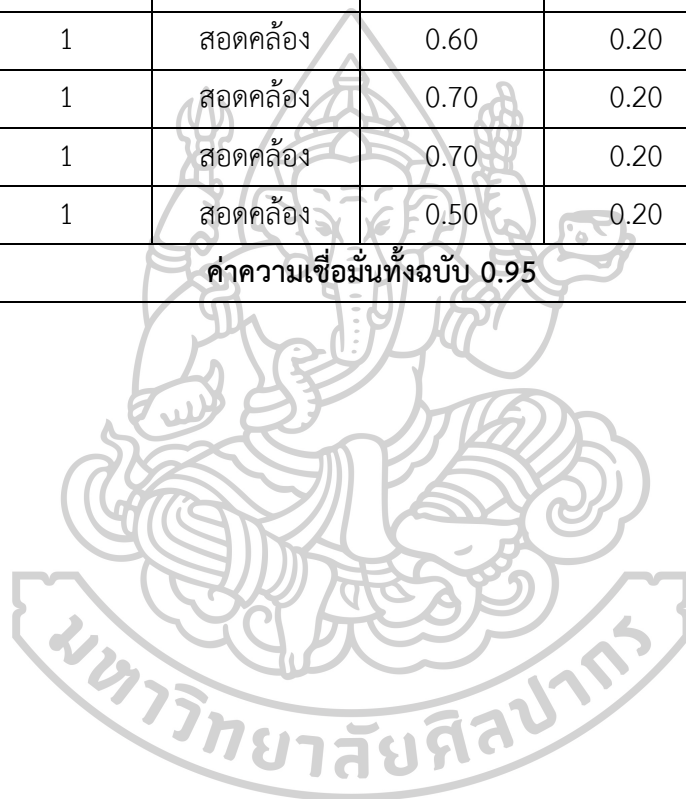 1 สอดคล้อง 0.60 0.20
1 สอดคล้อง 0.70 0.20
1 สอดคล้อง 0.70 0.20
1 สอดคล้อง 0.50 0.20
ค่าความเชื่อมั่นทั้งฉบับ 0.95
มหาวิทยาลัยศิลปากร